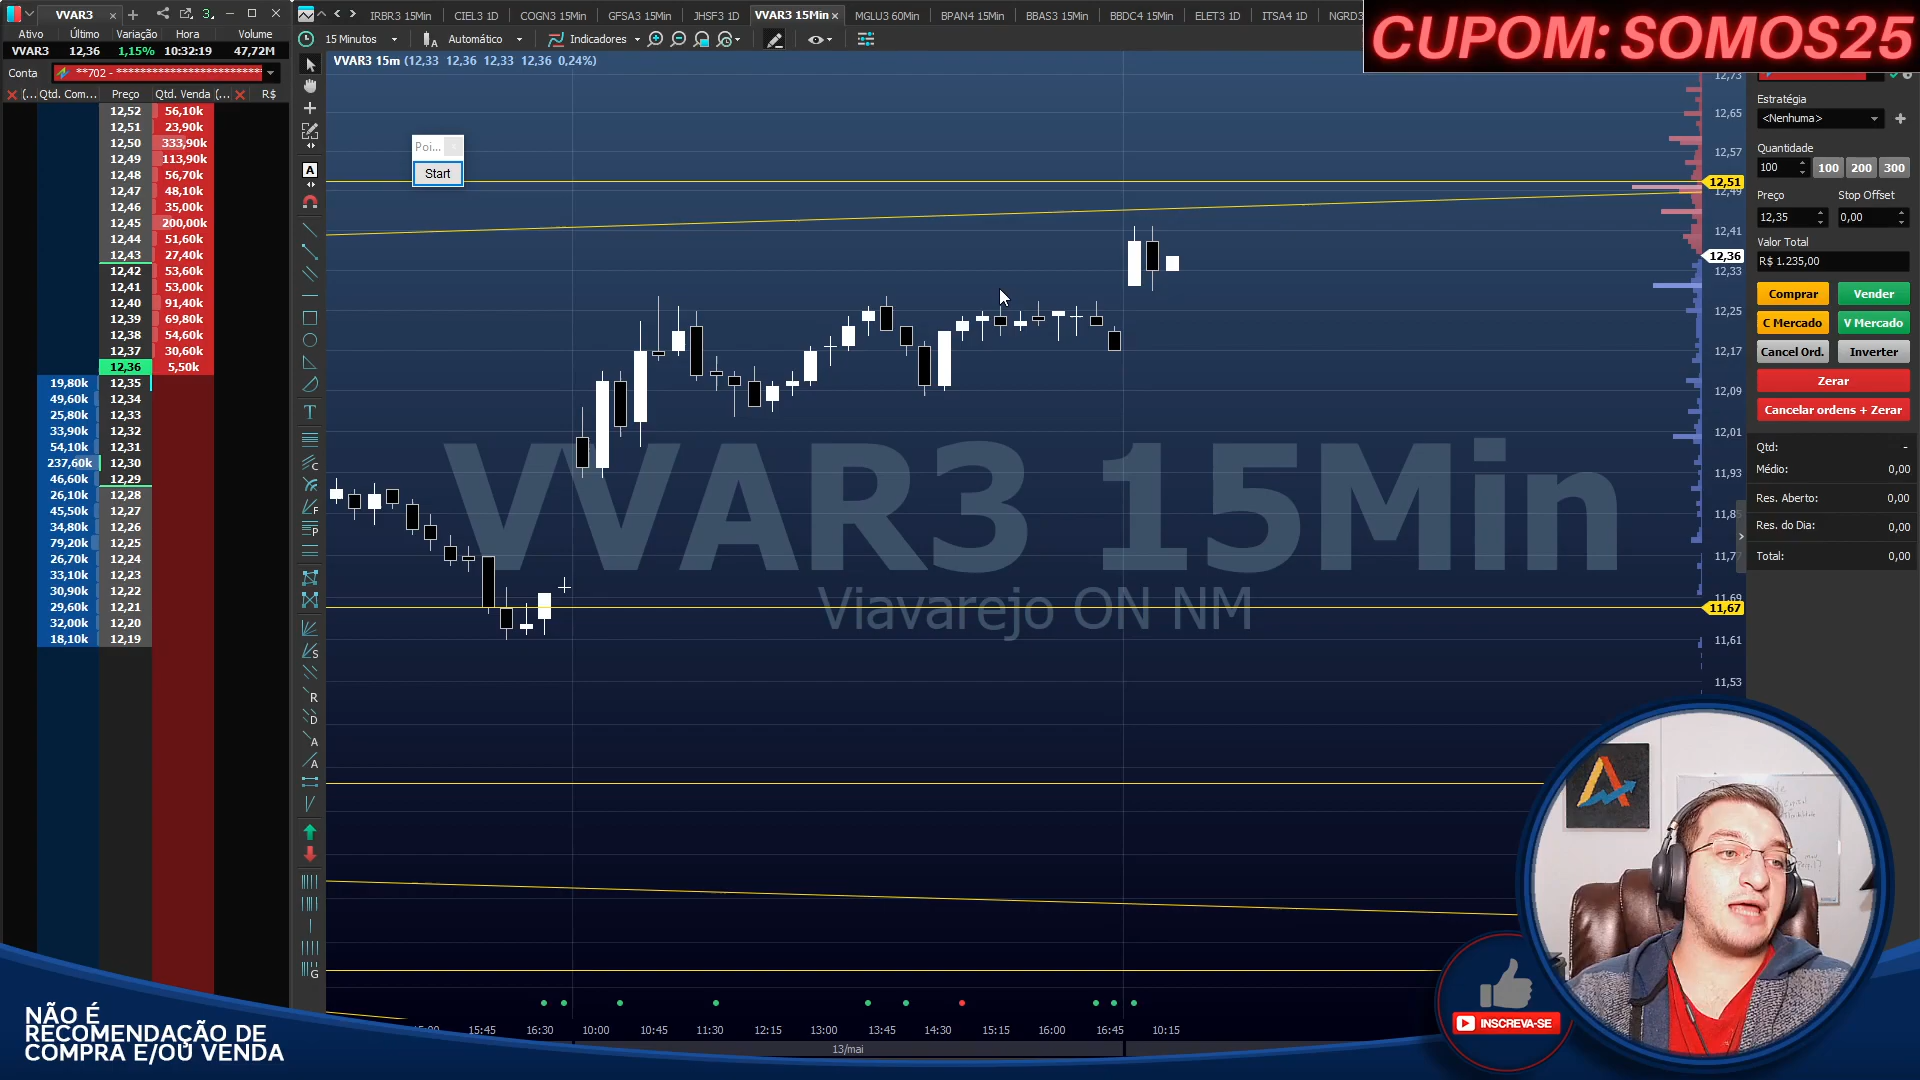 VVAR3
3
IRBR3 15Min
CIEL3 1D
COGN3 15Min
GFSA3 15Min
JHSF3 1D
VVAR3 15Min
MGLU3 60Min
BPAN4 15Min
BBAS3 15Min
BBDC4 15Min
ELET3 1D
ITSA4 1D
NGRD3
CUPOM: SOMOS25
Ativo Último Variação Hora Volume
VVAR3 12,36 1,15% 10:32:19 47,72M
Conta **702 - **************************
(... Qtd. Com... Preço Qtd. Venda (... R$
12,52 56,10k
12,51 23,90k
12,50 333,90k
12,49 113,90k
12,48 56,70k
12,47 48,10k
12,46 35,00k
12,45 200,00k
12,44 51,60k
12,43 27,40k
12,42 53,60k
12,41 53,00k
12,40 91,40k
12,39 69,80k
12,38 54,60k
12,37 30,60k
12,36 5,50k
19,80k 12,35
49,60k 12,34
25,80k 12,33
33,90k 12,32
54,10k 12,31
237,60k 12,30
46,60k 12,29
26,10k 12,28
45,50k 12,27
34,80k 12,26
79,20k 12,25
26,70k 12,24
33,10k 12,23
30,90k 12,22
29,60k 12,21
32,00k 12,20
18,10k 12,19
15 Minutos
Automático
Indicadores
VVAR3 15m (12,33 12,36 12,33 12,36 0,24%)
Poi...
Start
VVAR3 15Min
Viavarejo ON NM
12,73
12,65
12,57
12,51
12,49
12,41
12,36
12,33
12,25
12,17
12,09
12,01
11,93
11,85
11,77
11,69
11,67
11,61
11,53
Estratégia
<Nenhuma>
Quantidade
100 100 200 300
Preço Stop Offset
12,35 0,00
Valor Total
R$ 1.235,00
Comprar Vender
C Mercado V Mercado
Cancel Ord. Inverter
Zerar
Cancelar ordens + Zerar
Qtd: -
Médio: 0,00
Res. Aberto: 0,00
Res. do Dia: 0,00
Total: 0,00
15:45 16:30 10:00 10:45 11:30 12:15 13:00 13:45 14:30 15:15 16:00 16:45 10:15
13/mai
NÃO É
RECOMENDAÇÃO DE
COMPRA E/OU VENDA
INSCREVA-SE